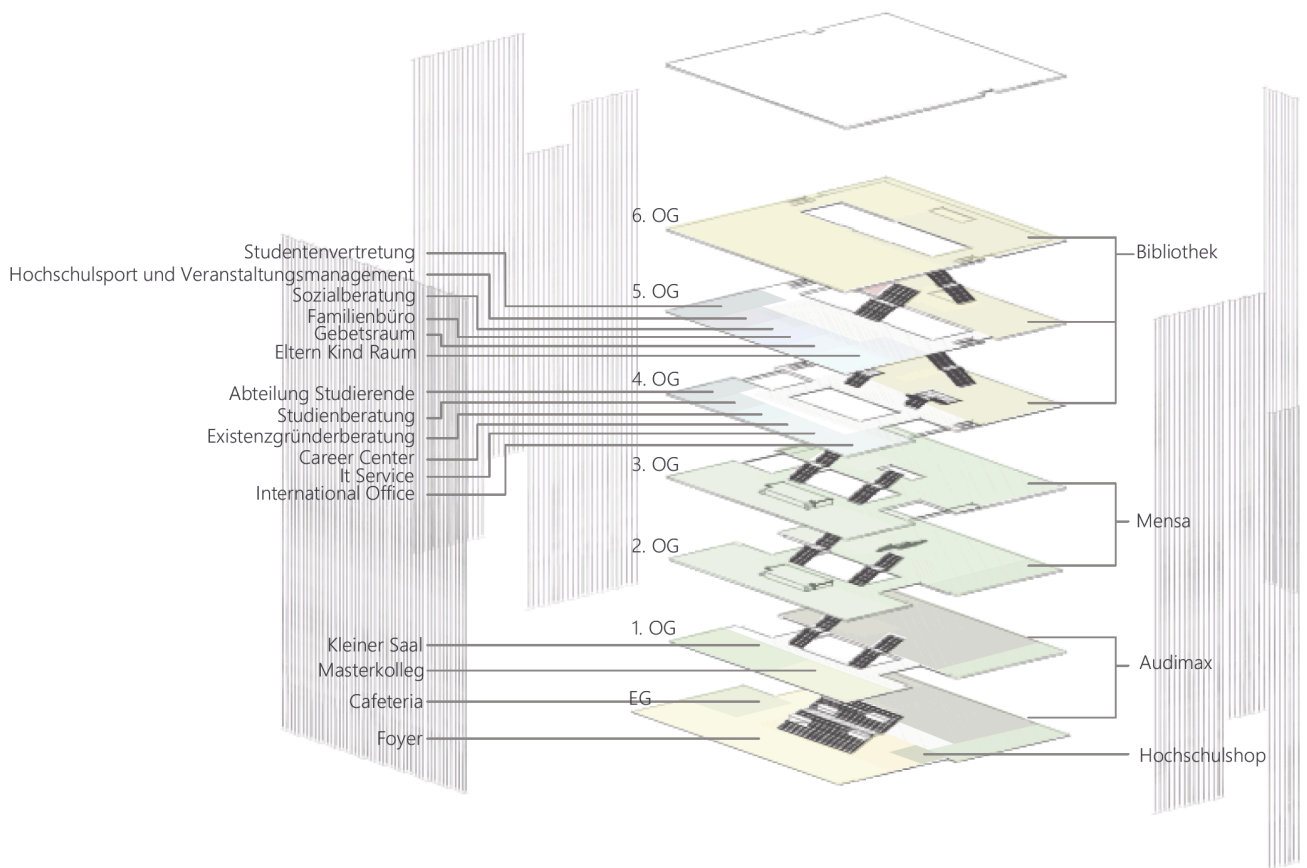 6. OG
Studentenvertretung
Bibliothek
Hochschulsport und Veranstaltungsmanagement
Sozialberatung
5. OG
Familienbüro
Gebetsraum
Eltern Kind Raum
4. OG
Abteilung Studierende
Studienberatung
Existenzgründerberatung
Career Center
3. OG
It Service
International Office
Mensa
2. OG
1. OG
Kleiner Saal
Audimax
Masterkolleg
EG
Cafeteria
Foyer
Hochschulshop